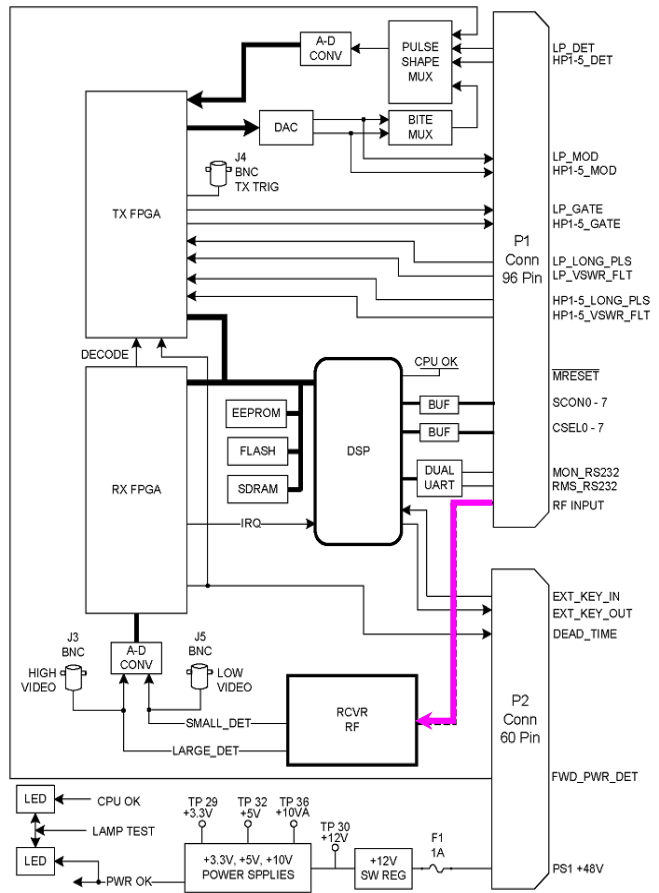 A-D
CONV
PULSE
SHAPE
MUX
LP_DET
HP1-5_DET
DAC
BITE
MUX
J4
BNC
TX TRIG
LP_MOD
HP1-5_MOD
TX FPGA
LP_GATE
HP1-5_GATE
P1
Conn
96 Pin
LP_LONG_PLS
LP_VSWR_FLT
HP1-5_LONG_PLS
HP1-5_VSWR_FLT
DECODE
CPU OK
MRESET
EEPROM
BUF
SCON0 - 7
FLASH
DSP
BUF
CSEL0 - 7
SDRAM
DUAL
UART
MON_RS232
RMS_RS232
RX FPGA
RF INPUT
IRQ
EXT_KEY_IN
EXT_KEY_OUT
DEAD_TIME
J3
BNC
A-D
CONV
J5
BNC
HIGH
VIDEO
LOW
VIDEO
RCVR
RF
P2
Conn
60 Pin
SMALL_DET
LARGE_DET
FWD_PWR_DET
LED
CPU OK
LAMP TEST
LED
PWR OK
TP 29
+3.3V
TP 32
+5V
TP 36
+10VA
TP 30
+12V
F1
1A
+3.3V, +5V, +10V
POWER SPPLIES
+12V
SW REG
PS1 +48V